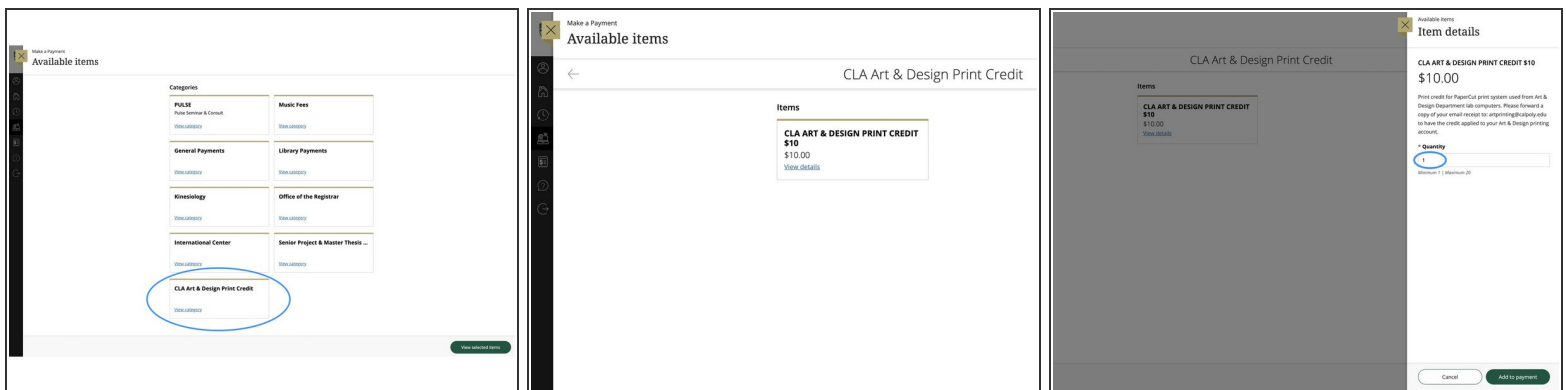 Make a Payment
Available items
Categories
PULSE
Pulse Seminar & Consult
View category
Music Fees
View category
General Payments
View category
Library Payments
View category
Kinesiology
View category
Office of the Registrar
View category
International Center
View category
Senior Project & Master Thesis ...
View category
CLA Art & Design Print Credit
View category
View selected items
Make a Payment
Available items
CLA Art & Design Print Credit
Items
CLA ART & DESIGN PRINT CREDIT
$10
$10.00
View details
CLA Art & Design Print Credit
Items
CLA ART & DESIGN PRINT CREDIT
$10
$10.00
View details
Available items
Item details
CLA ART & DESIGN PRINT CREDIT $10
$10.00
Print credit for PaperCut print system used from Art &
Design Department lab computers. Please forward a
copy of your email receipt to: artprinting@calpoly.edu
to have the credit applied to your Art & Design printing
account.
* Quantity
1
Minimum 1 | Maximum 20
Cancel
Add to payment